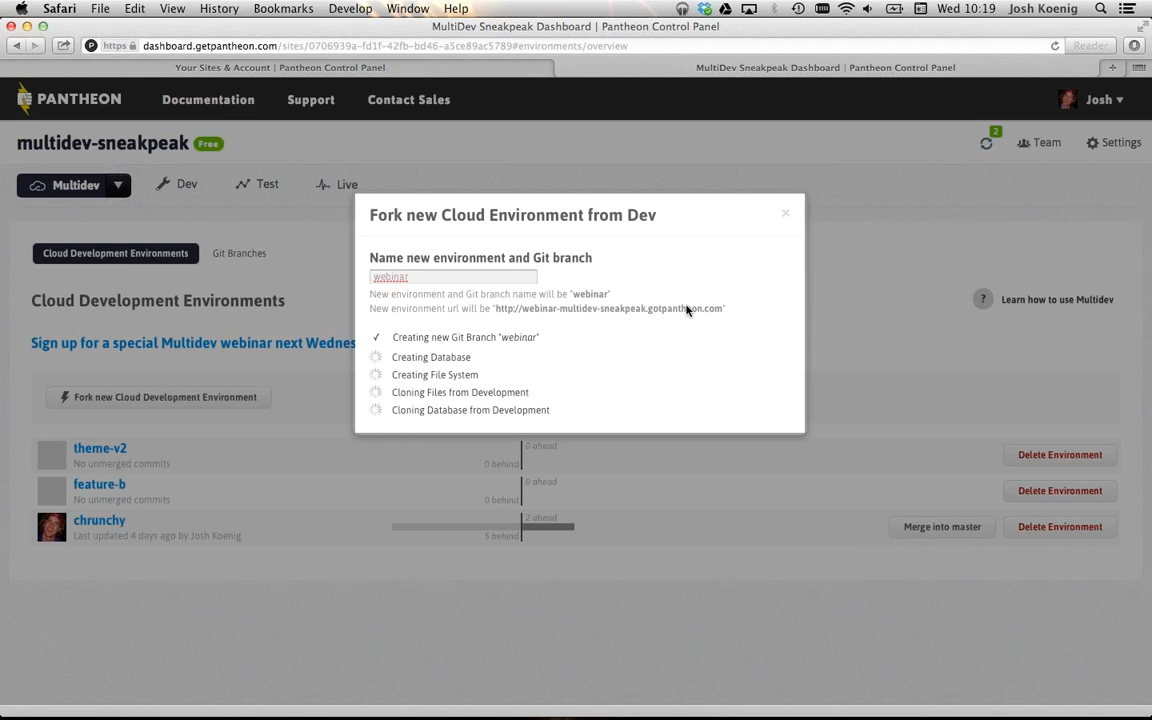 Safari File Edit View History Bookmarks Develop Window Help Wed 10:19 Josh Koenig
MultiDev Sneakpeak Dashboard | Pantheon Control Panel
https dashboard.getpantheon.com/sites/0706939a-fd1f-42fb-bd46-a5ce89ac5789#environments/overview Reader
Your Sites & Account | Pantheon Control Panel MultiDev Sneakpeak Dashboard | Pantheon Control Panel
PANTHEON Documentation Support Contact Sales Josh
multidev-sneakpeak Free 2 Team Settings
Multidev Dev Test Live
Fork new Cloud Environment from Dev ×
Cloud Development Environments Git Branches
Name new environment and Git branch
webinar
New environment and Git branch name will be "webinar"
New environment url will be "http://webinar-multidev-sneakpeak.gotpantheon.com"
Cloud Development Environments ? Learn how to use Multidev
✓ Creating new Git Branch "webinar"
Sign up for a special Multidev webinar next Wednes
Creating Database
Creating File System
Cloning Files from Development
Cloning Database from Development
Fork new Cloud Development Environment
theme-v2 0 ahead Delete Environment
No unmerged commits 0 behind
feature-b 0 ahead Delete Environment
No unmerged commits 0 behind
chrunchy 2 ahead Merge into master Delete Environment
Last updated 4 days ago by Josh Koenig 5 behind